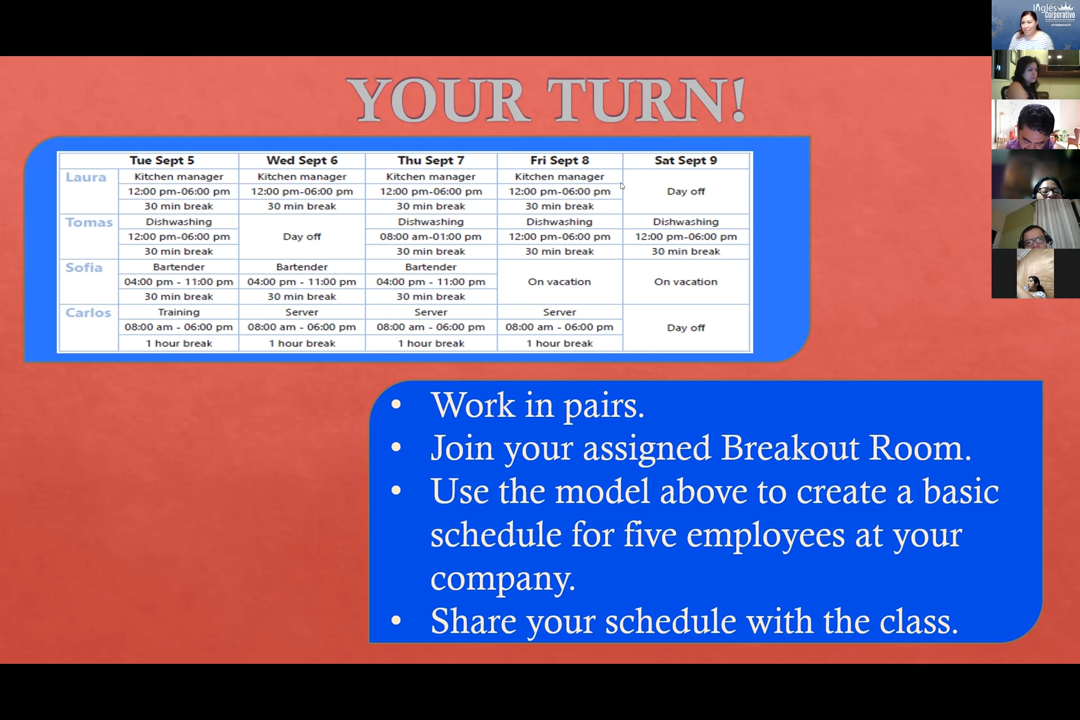 Inglés
Corporativo
YOUR TURN!
Tue Sept 5 Wed Sept 6 Thu Sept 7 Fri Sept 8 Sat Sept 9
Laura Kitchen manager Kitchen manager Kitchen manager Kitchen manager
12:00 pm-06:00 pm 12:00 pm-06:00 pm 12:00 pm-06:00 pm 12:00 pm-06:00 pm Day off
30 min break 30 min break 30 min break 30 min break
Tomas Dishwashing Dishwashing Dishwashing Dishwashing
12:00 pm-06:00 pm Day off 08:00 am-01:00 pm 12:00 pm-06:00 pm 12:00 pm-06:00 pm
30 min break 30 min break 30 min break 30 min break
Sofia Bartender Bartender Bartender
04:00 pm - 11:00 pm 04:00 pm - 11:00 pm 04:00 pm - 11:00 pm On vacation On vacation
30 min break 30 min break 30 min break
Carlos Training Server Server Server
08:00 am - 06:00 pm 08:00 am - 06:00 pm 08:00 am - 06:00 pm 08:00 am - 06:00 pm Day off
1 hour break 1 hour break 1 hour break 1 hour break
• Work in pairs.
• Join your assigned Breakout Room.
• Use the model above to create a basic
schedule for five employees at your
company.
• Share your schedule with the class.